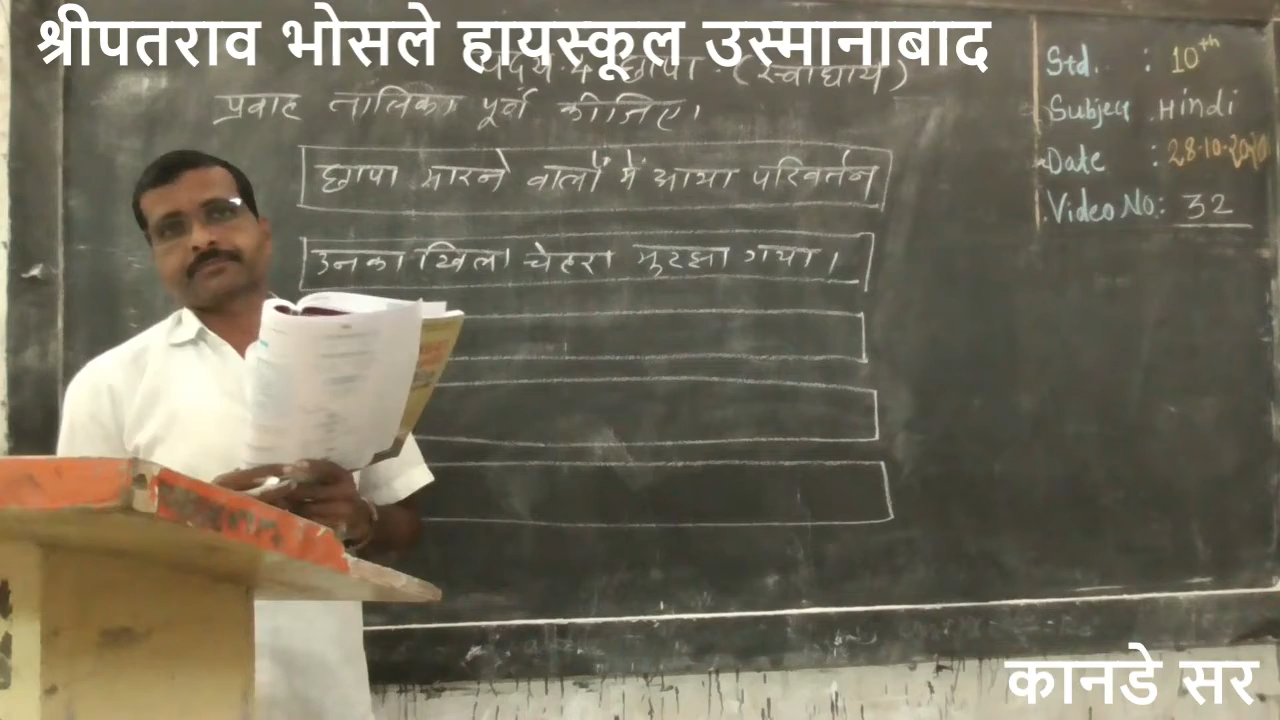 श्रीपतराव भोसले हायस्कूल उस्मानाबाद
छापा . (स्वाध्याय)
प्रवाह तालिका पूर्ण कीजिए।
छापा मारने वालों में आया परिवर्तन
उनका खिला चेहरा मुरझा गया।
Std. : 10th
Subject . Hindi
Date : 28-10-20
Video No: 32
कानडे सर